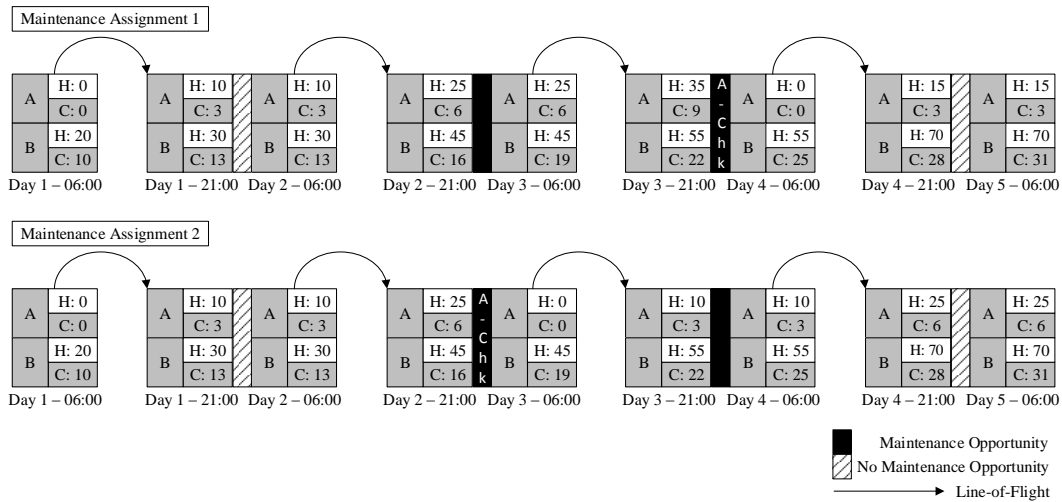 Maintenance Assignment 1
A H: 0 C: 0 B H: 20 C: 10
A H: 10 C: 3 B H: 30 C: 13
A H: 10 C: 3 B H: 30 C: 13
A H: 25 C: 6 B H: 45 C: 16
A H: 25 C: 6 B H: 45 C: 19
A H: 35 C: 9 B H: 55 C: 22
A-Chk
A H: 0 C: 0 B H: 55 C: 25
A H: 15 C: 3 B H: 70 C: 28
A H: 15 C: 3 B H: 70 C: 31
Day 1 – 06:00 Day 1 – 21:00 Day 2 – 06:00 Day 2 – 21:00 Day 3 – 06:00 Day 3 – 21:00 Day 4 – 06:00 Day 4 – 21:00 Day 5 – 06:00
Maintenance Assignment 2
A H: 0 C: 0 B H: 20 C: 10
A H: 10 C: 3 B H: 30 C: 13
A H: 10 C: 3 B H: 30 C: 13
A H: 25 C: 6 B H: 45 C: 16
A-Chk
A H: 0 C: 0 B H: 45 C: 19
A H: 10 C: 3 B H: 55 C: 22
A H: 10 C: 3 B H: 55 C: 25
A H: 25 C: 6 B H: 70 C: 28
A H: 25 C: 6 B H: 70 C: 31
Day 1 – 06:00 Day 1 – 21:00 Day 2 – 06:00 Day 2 – 21:00 Day 3 – 06:00 Day 3 – 21:00 Day 4 – 06:00 Day 4 – 21:00 Day 5 – 06:00
Maintenance Opportunity
No Maintenance Opportunity
Line-of-Flight